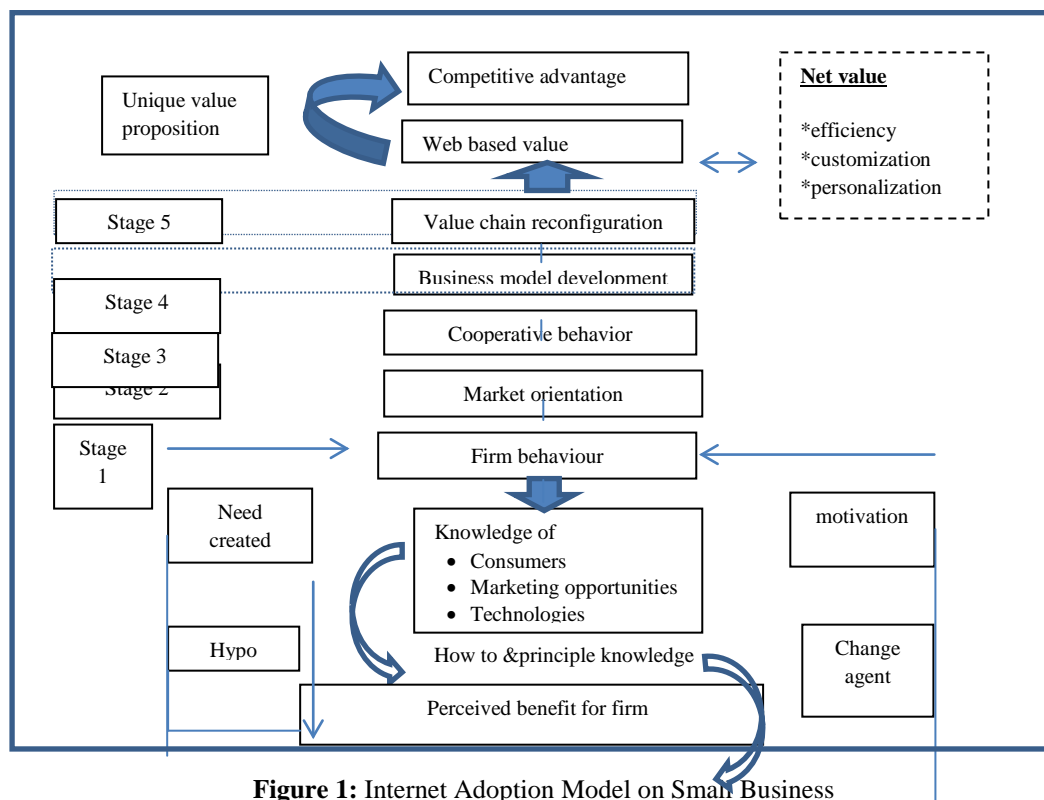 Competitive advantage
Net value
Unique value
proposition
*efficiency
*customization
*personalization
Web based value
Stage 5
Value chain reconfiguration
Business model development
Stage 4
Cooperative behavior
Stage 3
Stage 2
Market orientation
Stage
1
Firm behaviour
Need
created
Knowledge of
• Consumers
• Marketing opportunities
• Technologies
motivation
Hypo
How to &principle knowledge
Change
agent
Perceived benefit for firm
Figure 1: Internet Adoption Model on Small Business